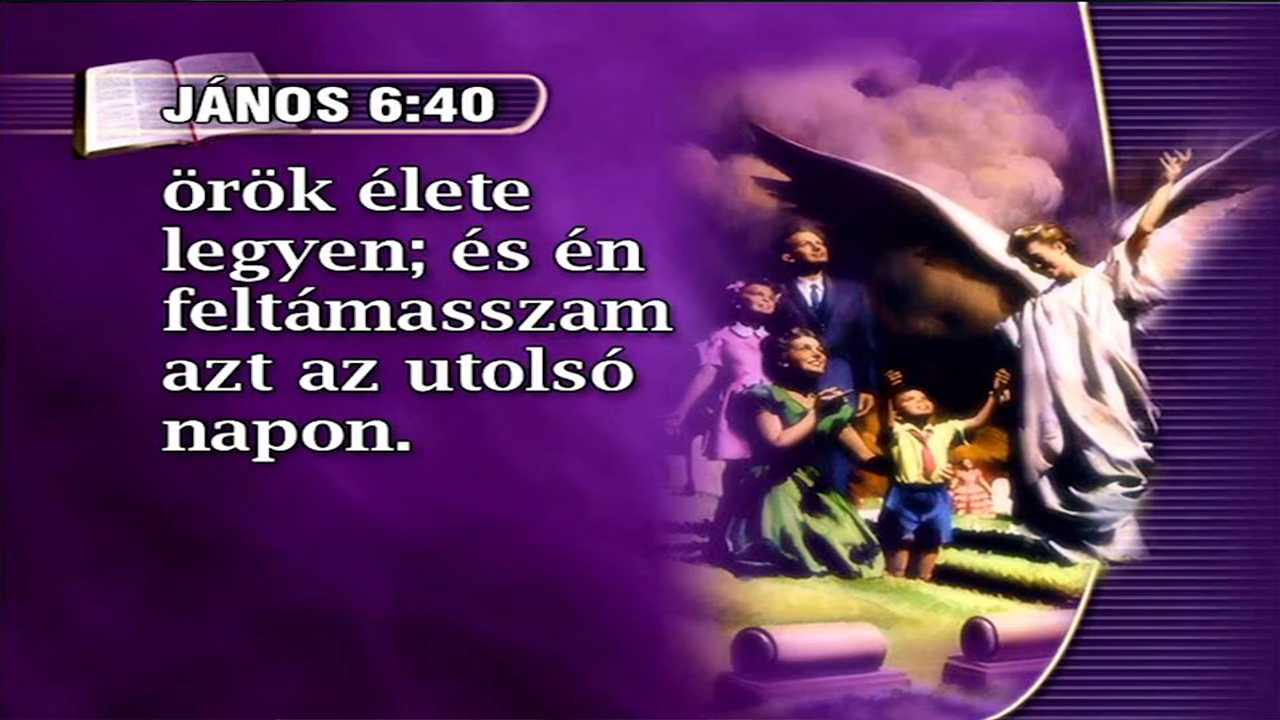 JÁNOS 6:40
örök élete
legyen; és én
feltámasszam
azt az utolsó
napon.